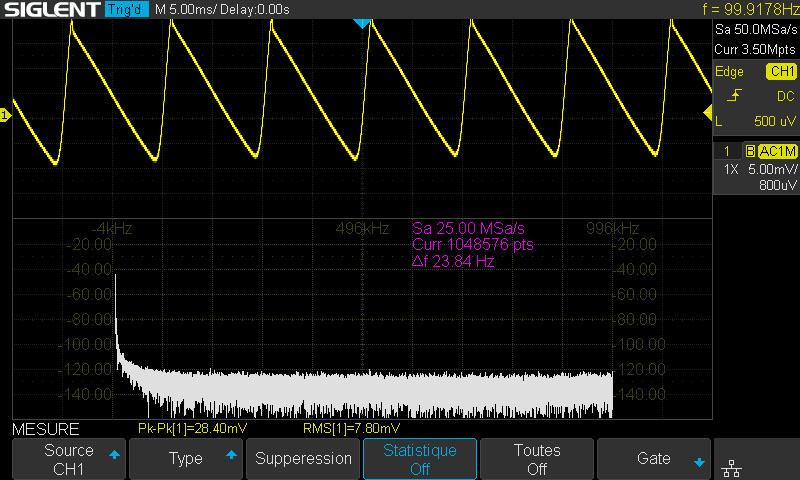 SIGLENT Trig'd M 5.00ms/ Delay:0.00s f = 99.9178Hz
Sa 50.0MSa/s
Curr 3.50Mpts
Edge CH1
DC
L 500 uV
1 B AC1M
1X 5.00mV/
800uV
1
-4kHz 496kHz 996kHz
Sa 25.00 MSa/s
Curr 1048576 pts
Δf 23.84 Hz
-20.00 -20.00
-40.00 -40.00
-60.00 -60.00
-80.00 -80.00
-100.00 -100.00
-120.00 -120.00
-140.00 -140.00
MESURE Pk-Pk[1]=28.40mV RMS[1]=7.80mV
Source
CH1
Type
Supperession
Statistique
Off
Toutes
Off
Gate